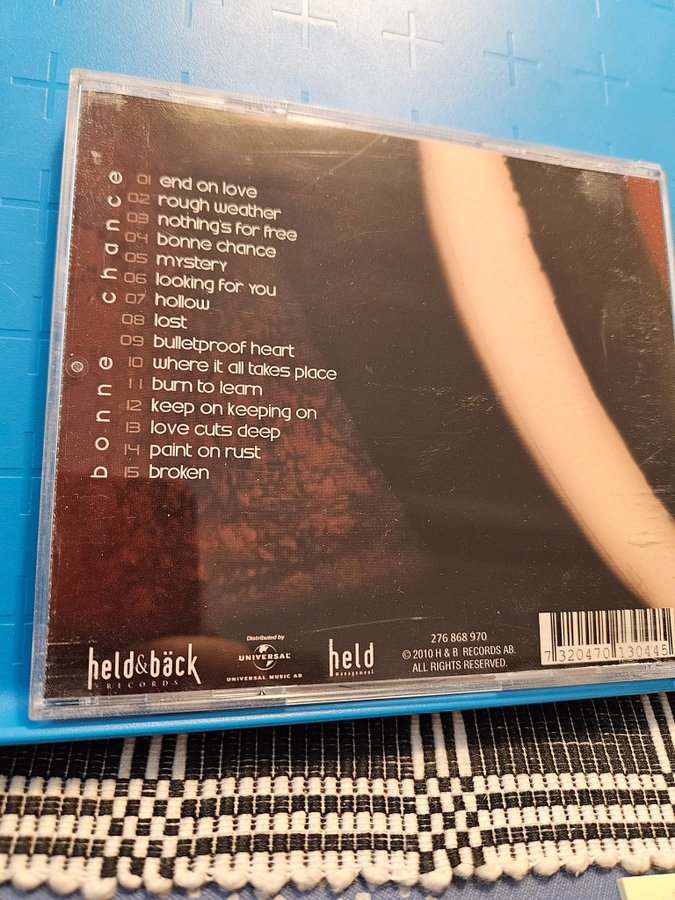 bonne chance
01 end on love
02 rough weather
03 nothing's for free
04 bonne chance
05 mystery
06 looking for you
07 hollow
08 lost
09 bulletproof heart
10 where it all takes place
11 burn to learn
12 keep on keeping on
13 love cuts deep
14 paint on rust
15 broken
held&bäck
RECORDS
Distributed by
UNIVERSAL
UNIVERSAL MUSIC AB
held
management
276 868 970
© 2010 H & B RECORDS AB.
ALL RIGHTS RESERVED.
7 320470 130445